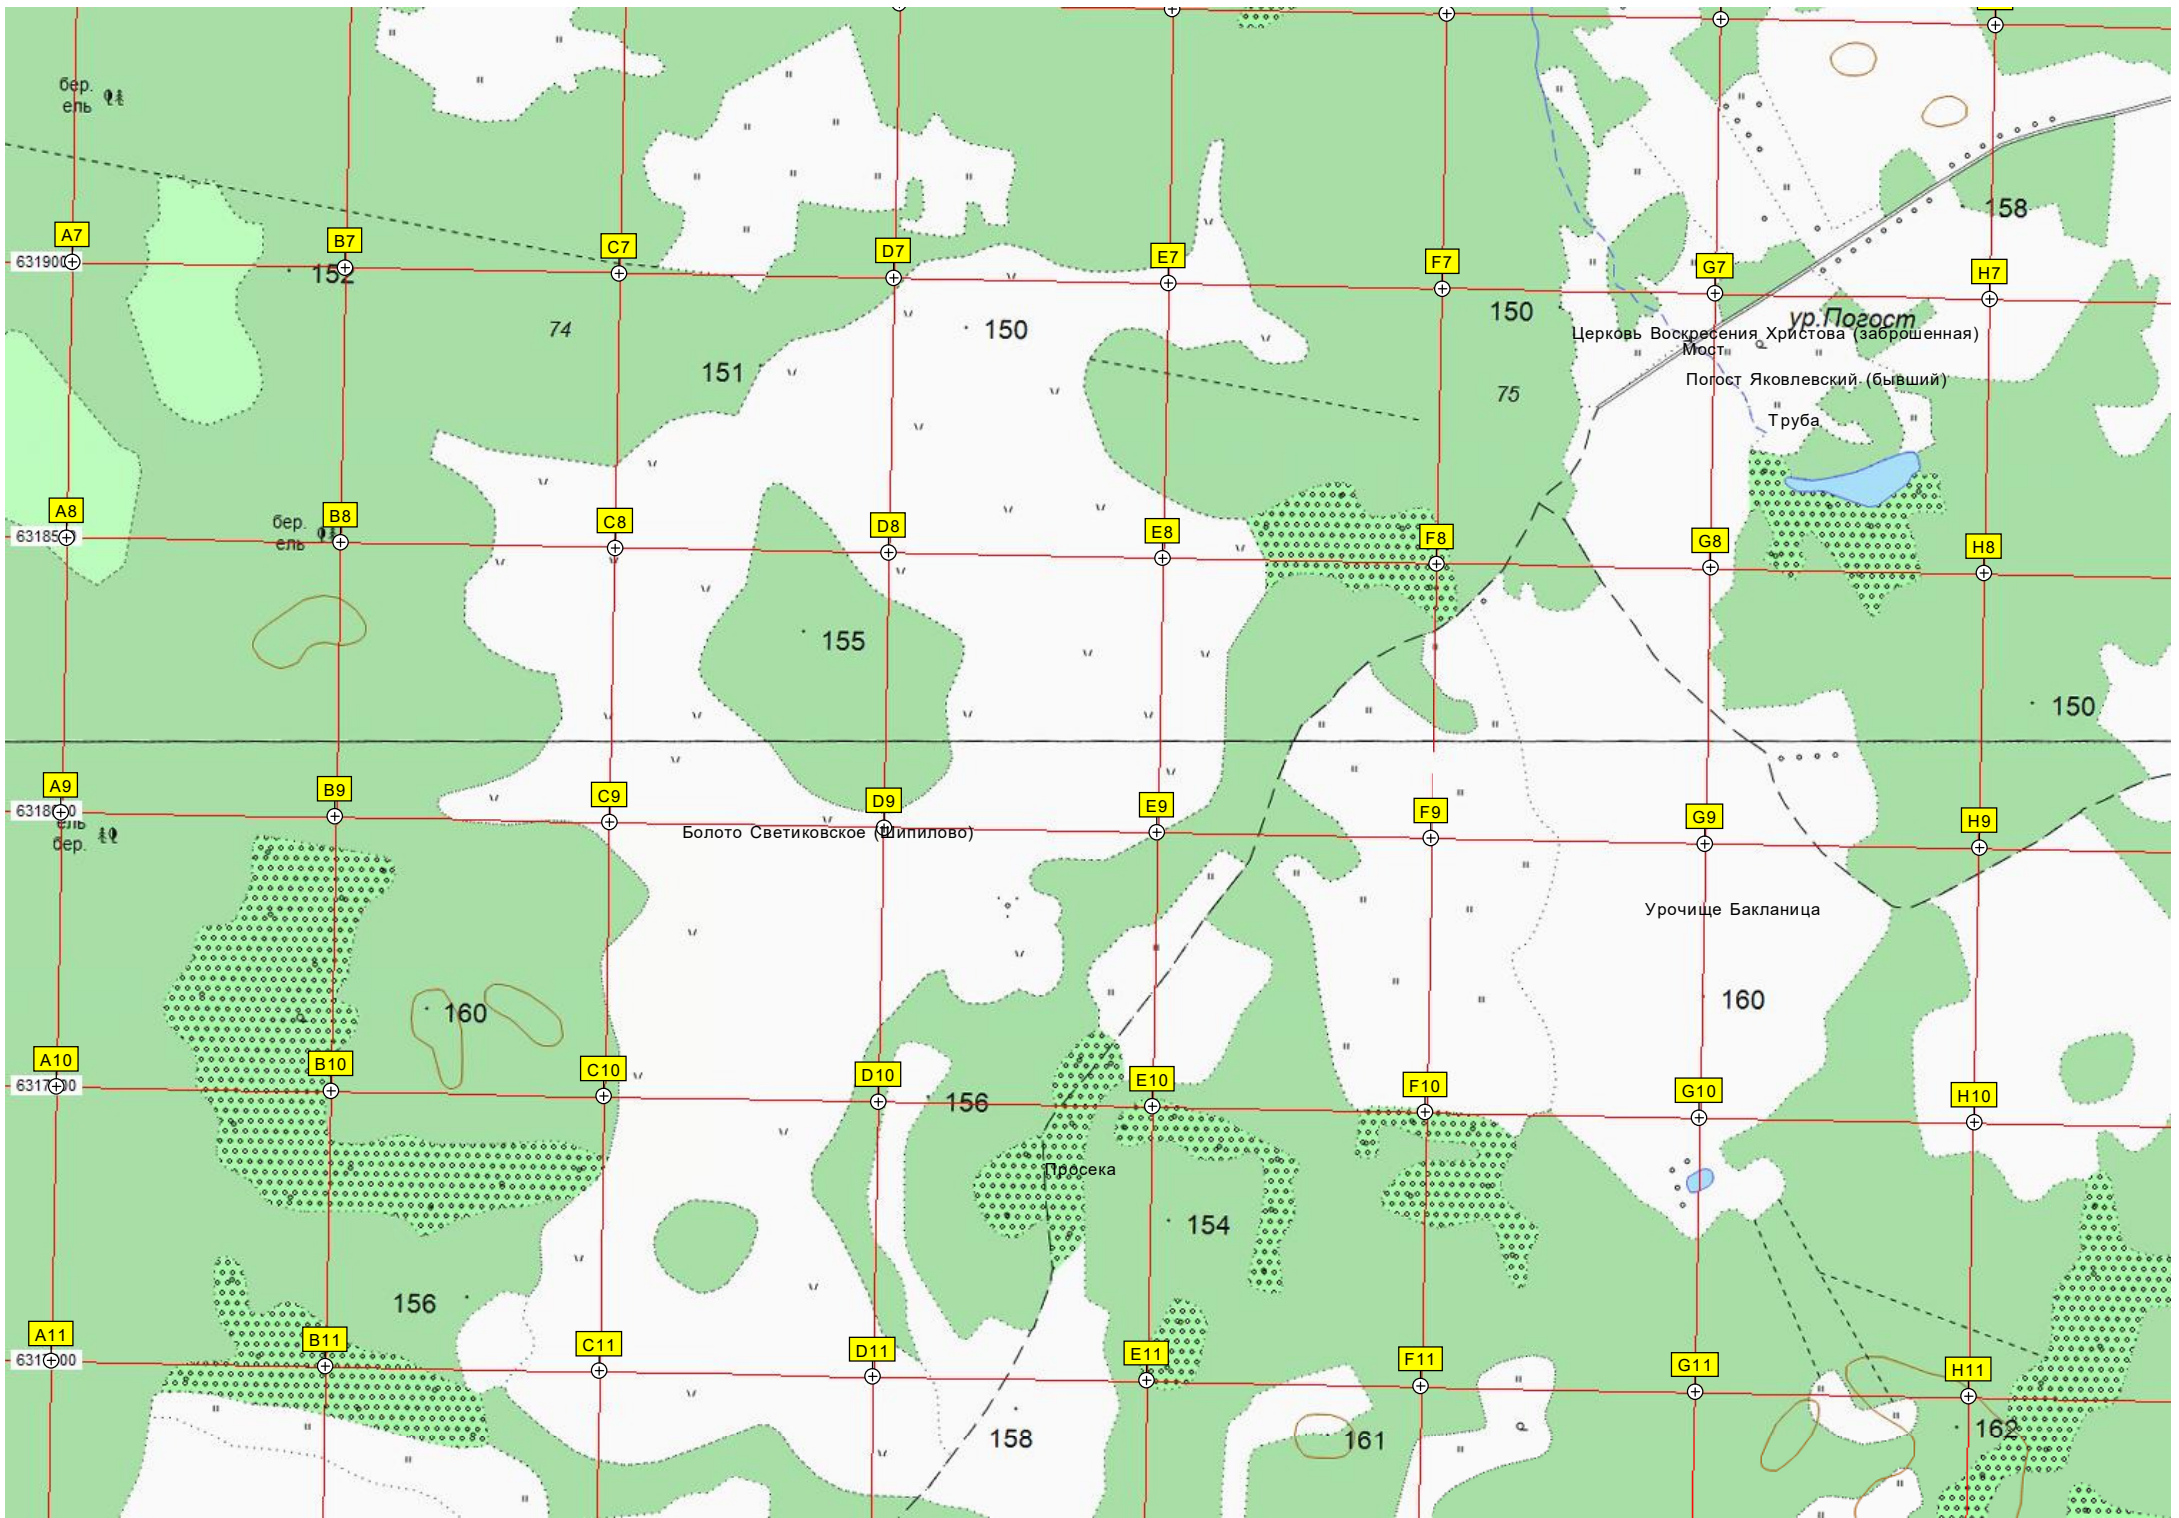 бер.
ель
A7
B7
C7
D7
E7
F7
G7
H7
158
631900
152
74
151
150
150
ур.Погост
Церковь Воскресения Христова (заброшенная)
Мост
75
Погост Яковлевский (бывший)
Труба
A8
B8
C8
D8
E8
F8
G8
H8
бер.
ель
155
150
A9
B9
C9
D9
E9
F9
G9
H9
ель
бер.
Болото Светиковское (Шипилово)
Урочище Бакланица
160
160
A10
B10
C10
D10
E10
F10
G10
H10
156
Просека
154
156
A11
B11
C11
D11
E11
F11
G11
H11
158
161
162